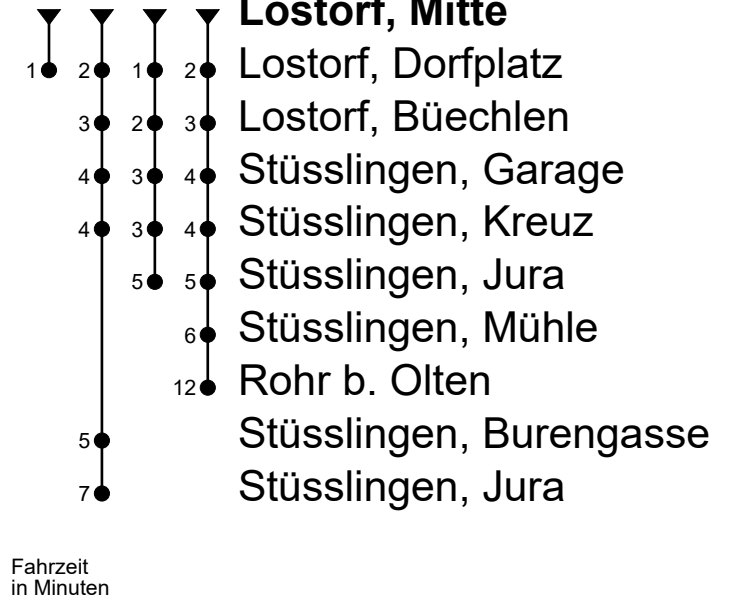 Lostorf, Mitte
1 2 1 2 Lostorf, Dorfplatz
3 2 3 Lostorf, Büechlen
4 3 4 Stüsslingen, Garage
4 3 4 Stüsslingen, Kreuz
5 5 Stüsslingen, Jura
6 Stüsslingen, Mühle
12 Rohr b. Olten
5 Stüsslingen, Burengasse
7 Stüsslingen, Jura
Fahrzeit
in Minuten